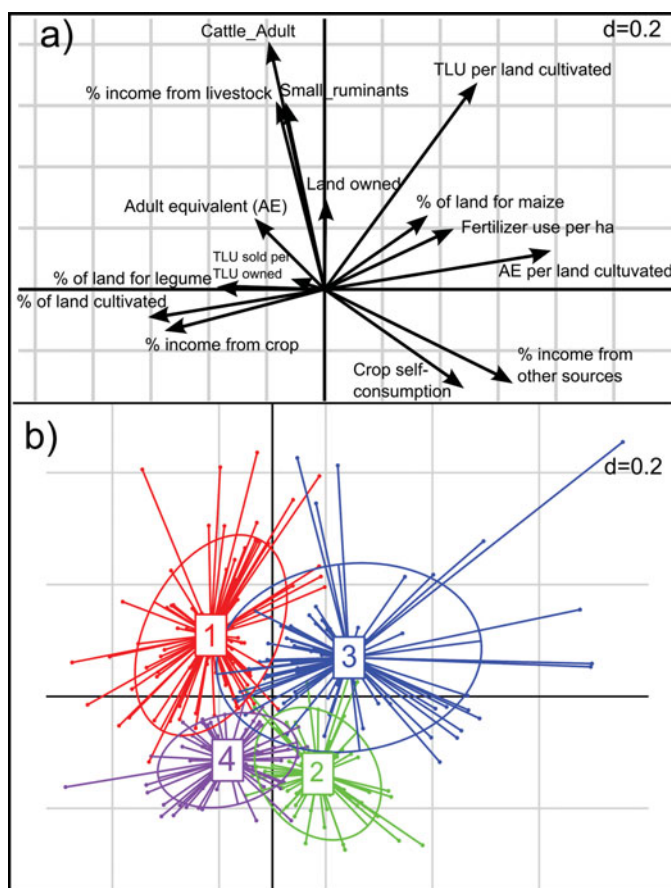 a)
d=0.2
Cattle_Adult
TLU per land cultivated
% income from livestock
Small_ruminants
Land owned
Adult equivalent (AE)
% of land for maize
Fertilizer use per ha
TLU sold per
TLU owned
AE per land cultuvated
% of land for legume
% of land cultivated
% income from crop
Crop self-
consumption
% income from
other sources
b)
d=0.2
1
3
4
2